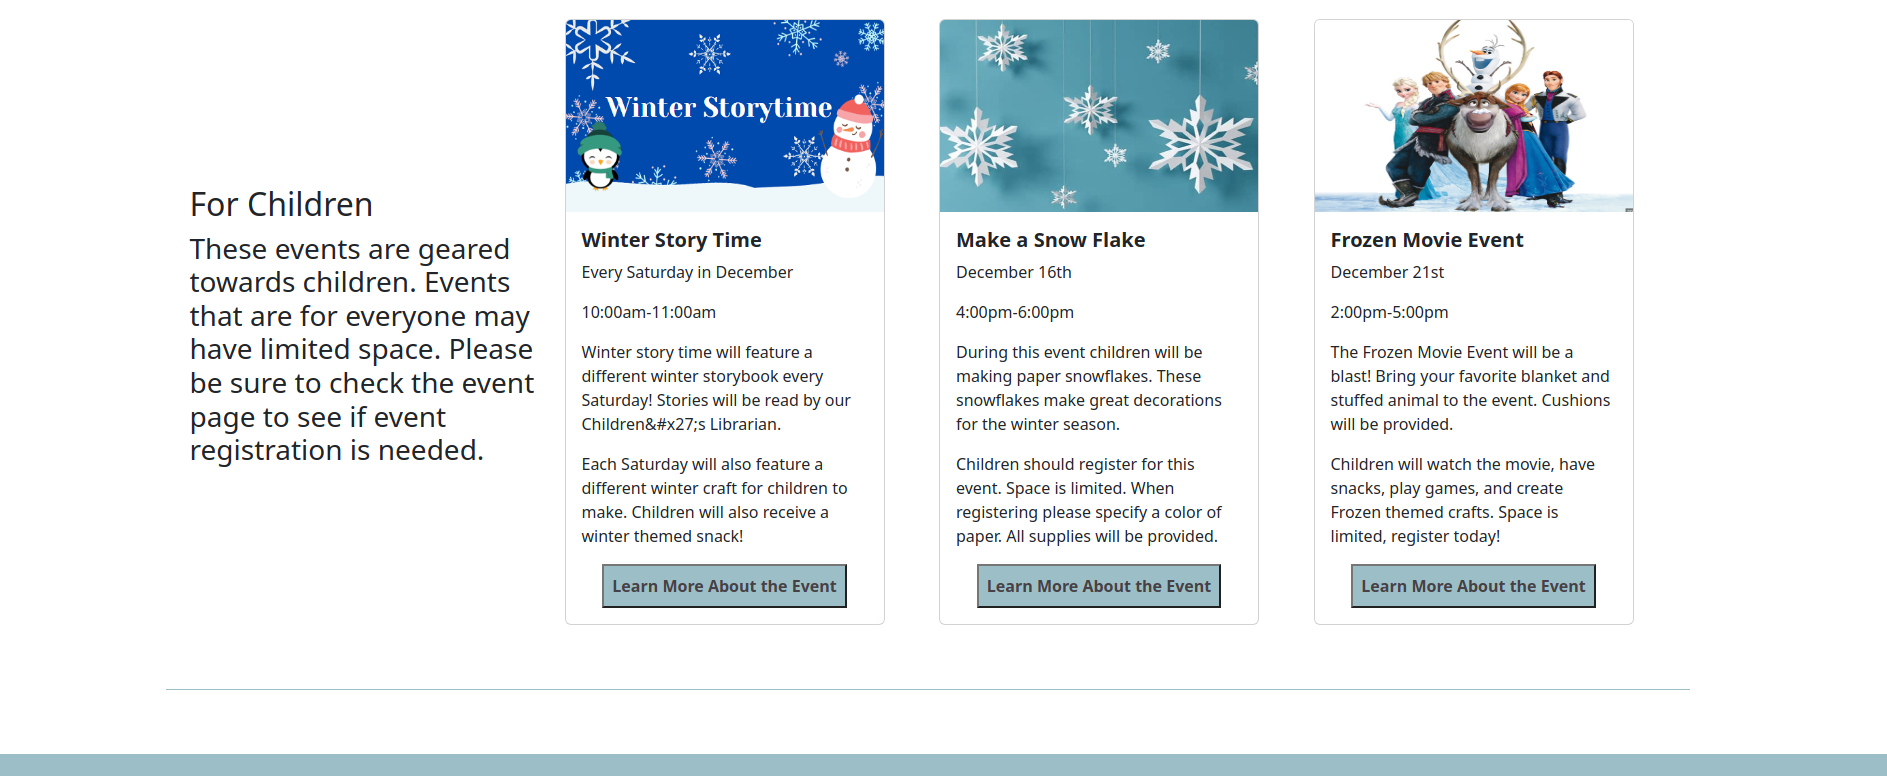 For Children
These events are geared
towards children. Events
that are for everyone may
have limited space. Please
be sure to check the event
page to see if event
registration is needed.
Winter Storytime
Winter Story Time
Every Saturday in December
10:00am-11:00am
Winter story time will feature a
different winter storybook every
Saturday! Stories will be read by our
Children&#x27;s Librarian.
Each Saturday will also feature a
different winter craft for children to
make. Children will also receive a
winter themed snack!
Learn More About the Event
Make a Snow Flake
December 16th
4:00pm-6:00pm
During this event children will be
making paper snowflakes. These
snowflakes make great decorations
for the winter season.
Children should register for this
event. Space is limited. When
registering please specify a color of
paper. All supplies will be provided.
Learn More About the Event
Frozen Movie Event
December 21st
2:00pm-5:00pm
The Frozen Movie Event will be a
blast! Bring your favorite blanket and
stuffed animal to the event. Cushions
will be provided.
Children will watch the movie, have
snacks, play games, and create
Frozen themed crafts. Space is
limited, register today!
Learn More About the Event